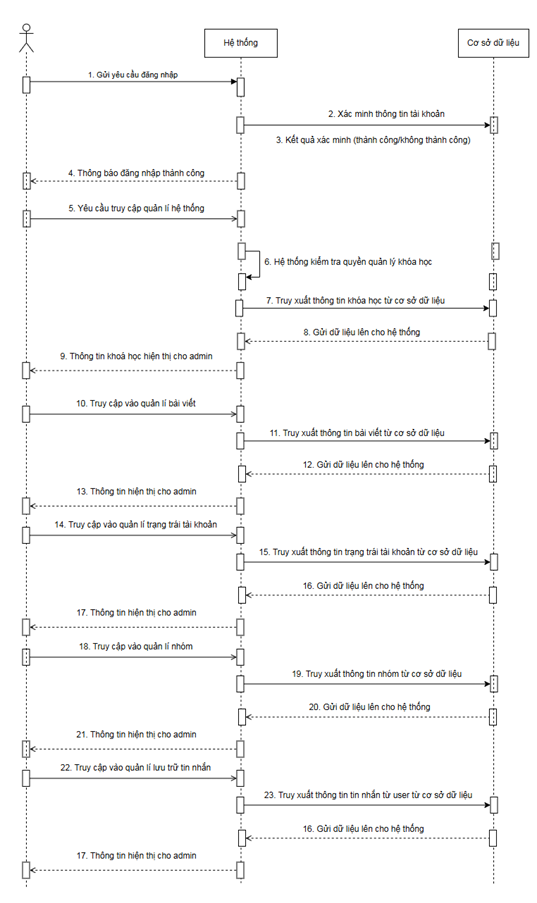 Hệ thống
Cơ sở dữ liệu
1. Gửi yêu cầu đăng nhập
2. Xác minh thông tin tài khoản
3. Kết quả xác minh (thành công/không thành công)
4. Thông báo đăng nhập thành công
5. Yêu cầu truy cập quản lí hệ thống
6. Hệ thống kiểm tra quyền quản lý khóa học
7. Truy xuất thông tin khóa học từ cơ sở dữ liệu
8. Gửi dữ liệu lên cho hệ thống
9. Thông tin khoá học hiện thị cho admin
10. Truy cập vào quản lí bài viết
11. Truy xuất thông tin bài viết từ cơ sở dữ liệu
12. Gửi dữ liệu lên cho hệ thống
13. Thông tin hiện thị cho admin
14. Truy cập vào quản lí trạng trái tài khoản
15. Truy xuất thông tin trạng trái tài khoản từ cơ sở dữ liệu
16. Gửi dữ liệu lên cho hệ thống
17. Thông tin hiện thị cho admin
18. Truy cập vào quản lí nhóm
19. Truy xuất thông tin nhóm từ cơ sở dữ liệu
20. Gửi dữ liệu lên cho hệ thống
21. Thông tin hiện thị cho admin
22. Truy cập vào quản lí lưu trữ tin nhắn
23. Truy xuất thông tin tin nhắn từ user từ cơ sở dữ liệu
16. Gửi dữ liệu lên cho hệ thống
17. Thông tin hiện thị cho admin